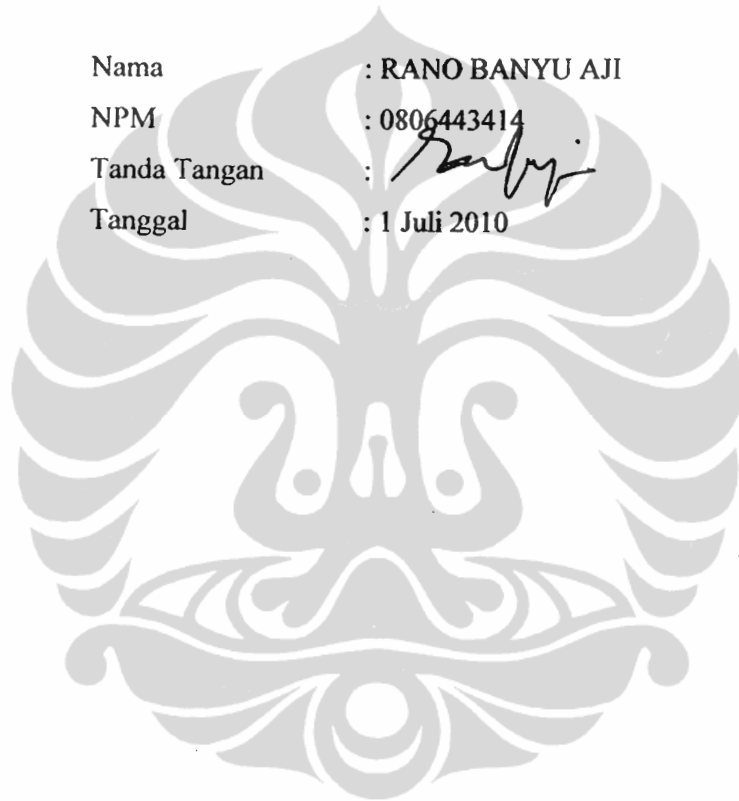 Nama : RANO BANYU AJI
NPM : 0806443414
Tanda Tangan :
Tanggal : 1 Juli 2010